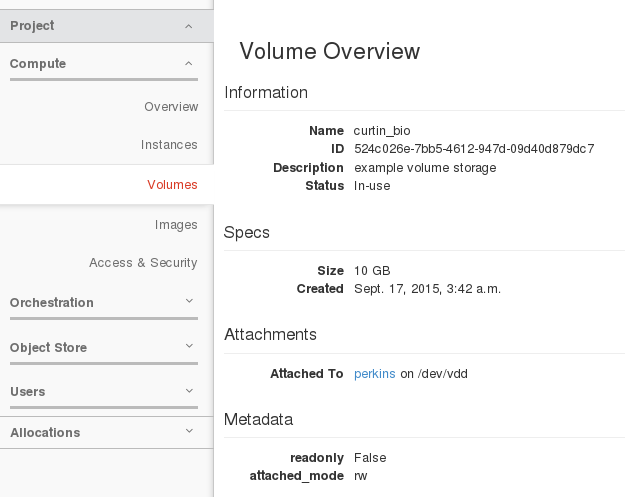 Project
Compute
Overview
Instances
Volumes
Images
Access & Security
Orchestration
Object Store
Users
Allocations
Volume Overview
Information
Name curtin_bio
ID 524c026e-7bb5-4612-947d-09d40d879dc7
Description example volume storage
Status In-use
Specs
Size 10 GB
Created Sept. 17, 2015, 3:42 a.m.
Attachments
Attached To perkins on /dev/vdd
Metadata
readonly False
attached_mode rw